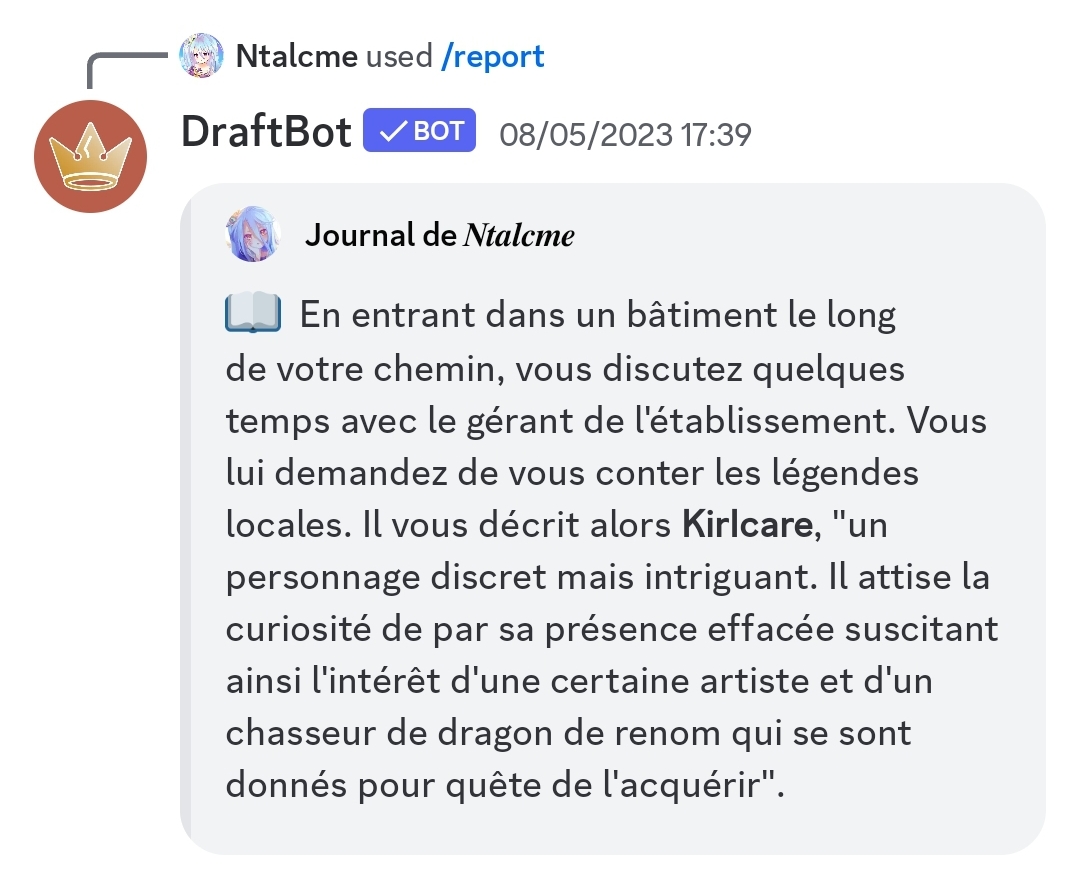 Ntalcme used /report
DraftBot ✓ BOT 08/05/2023 17:39
Journal de Ntalcme
📖 En entrant dans un bâtiment le long
de votre chemin, vous discutez quelques
temps avec le gérant de l'établissement. Vous
lui demandez de vous conter les légendes
locales. Il vous décrit alors Kirlcare, "un
personnage discret mais intriguant. Il attise la
curiosité de par sa présence effacée suscitant
ainsi l'intérêt d'une certaine artiste et d'un
chasseur de dragon de renom qui se sont
donnés pour quête de l'acquérir".